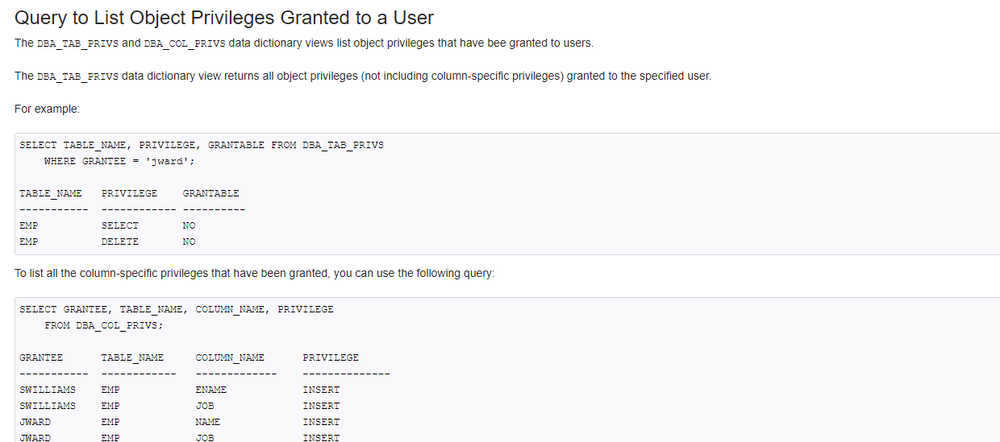 Query to List Object Privileges Granted to a User
The DBA_TAB_PRIVS and DBA_COL_PRIVS data dictionary views list object privileges that have bee granted to users.
The DBA_TAB_PRIVS data dictionary view returns all object privileges (not including column-specific privileges) granted to the specified user.
For example:
SELECT TABLE_NAME, PRIVILEGE, GRANTABLE FROM DBA_TAB_PRIVS
    WHERE GRANTEE = 'jward';
TABLE_NAME   PRIVILEGE    GRANTABLE
-----------  ------------ ----------
EMP          SELECT       NO
EMP          DELETE       NO
To list all the column-specific privileges that have been granted, you can use the following query:
SELECT GRANTEE, TABLE_NAME, COLUMN_NAME, PRIVILEGE
    FROM DBA_COL_PRIVS;
GRANTEE      TABLE_NAME     COLUMN_NAME      PRIVILEGE
-----------  ------------   -------------    --------------
SWILLIAMS    EMP            ENAME            INSERT
SWILLIAMS    EMP            JOB              INSERT
JWARD        EMP            NAME             INSERT
JWARD        EMP            JOB              INSERT